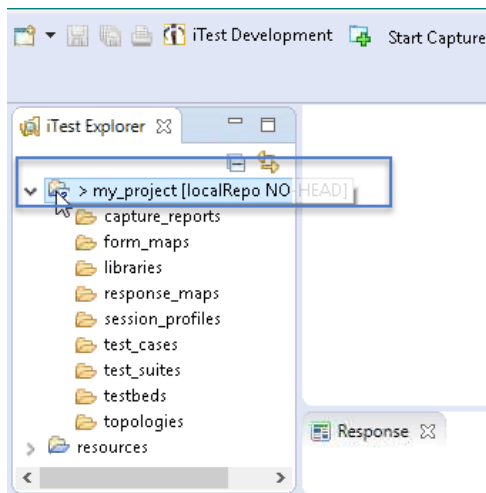 iTest Development Start Capture
iTest Explorer
> my_project [localRepo NO-HEAD]
capture_reports
form_maps
libraries
response_maps
session_profiles
test_cases
test_suites
testbeds
topologies
Response
resources